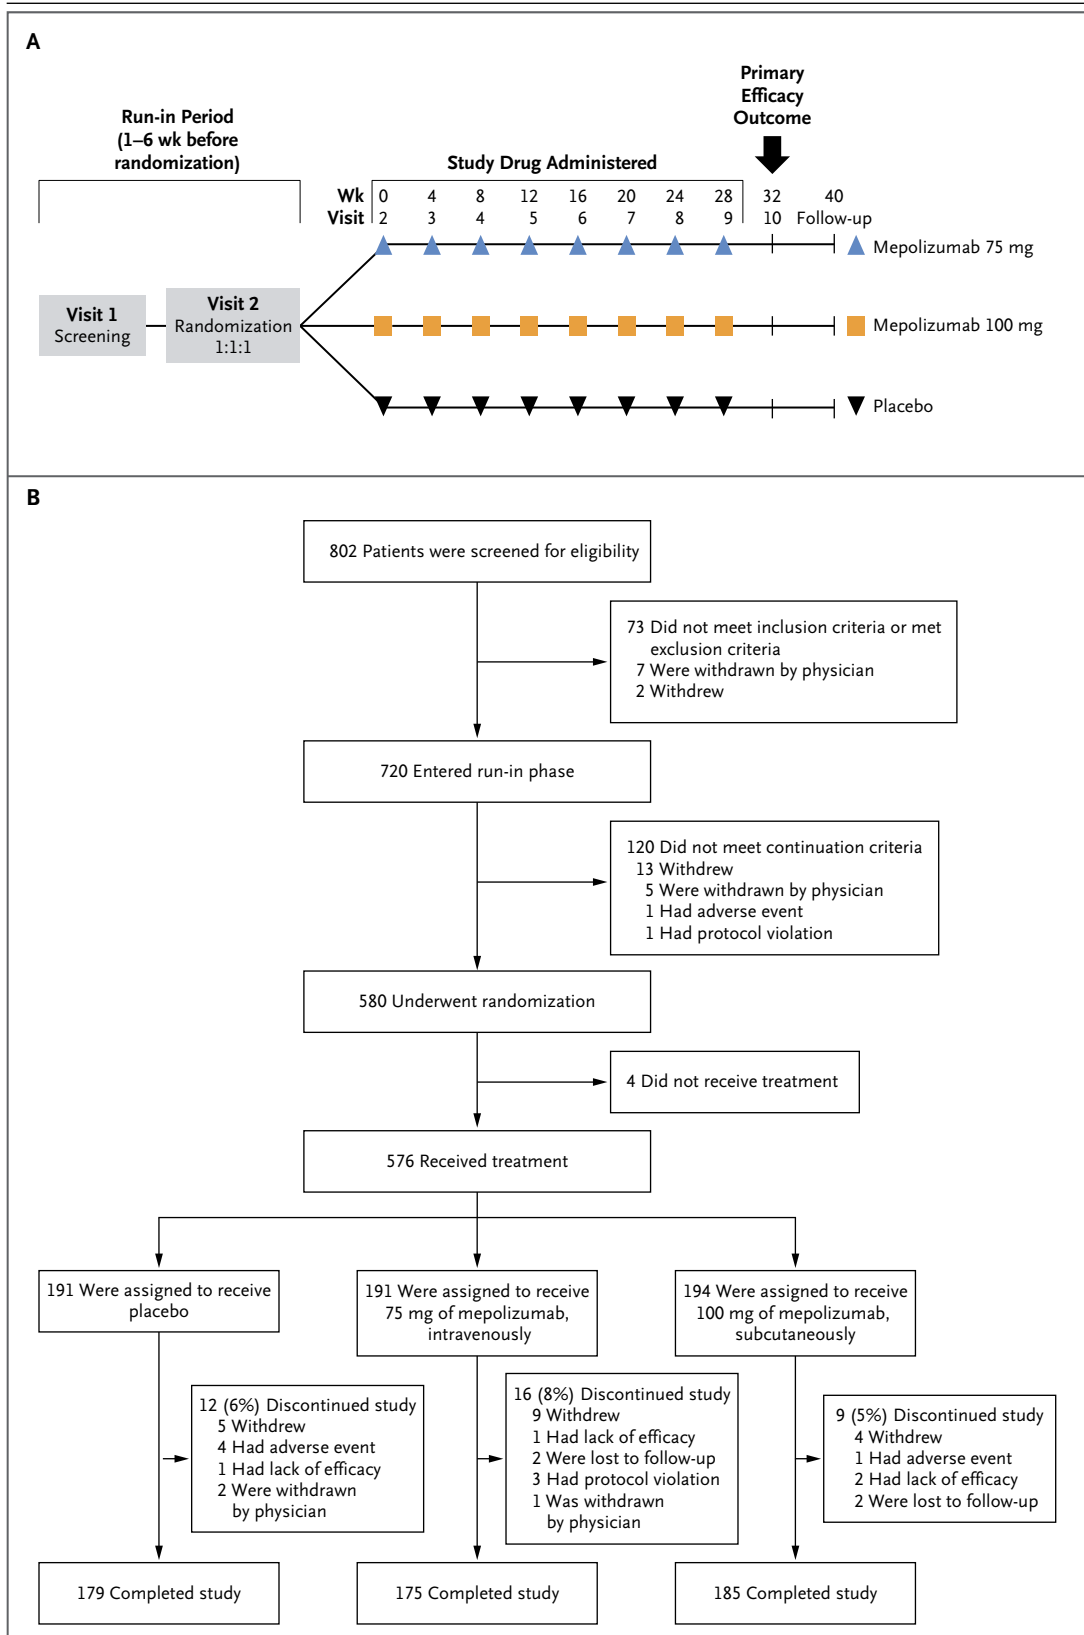 A
Primary
Efficacy
Outcome
Run-in Period
(1–6 wk before
randomization)
Study Drug Administered
Wk 0 4 8 12 16 20 24 28 32 40
Visit 2 3 4 5 6 7 8 9 10 Follow-up
Mepolizumab 75 mg
Visit 1
Screening
Visit 2
Randomization
1:1:1
Mepolizumab 100 mg
Placebo
B
802 Patients were screened for eligibility
73 Did not meet inclusion criteria or met
exclusion criteria
7 Were withdrawn by physician
2 Withdrew
720 Entered run-in phase
120 Did not meet continuation criteria
13 Withdrew
5 Were withdrawn by physician
1 Had adverse event
1 Had protocol violation
580 Underwent randomization
4 Did not receive treatment
576 Received treatment
191 Were assigned to receive
placebo
191 Were assigned to receive
75 mg of mepolizumab,
intravenously
194 Were assigned to receive
100 mg of mepolizumab,
subcutaneously
12 (6%) Discontinued study
5 Withdrew
4 Had adverse event
1 Had lack of efficacy
2 Were withdrawn
by physician
16 (8%) Discontinued study
9 Withdrew
1 Had lack of efficacy
2 Were lost to follow-up
3 Had protocol violation
1 Was withdrawn
by physician
9 (5%) Discontinued study
4 Withdrew
1 Had adverse event
2 Had lack of efficacy
2 Were lost to follow-up
179 Completed study
175 Completed study
185 Completed study